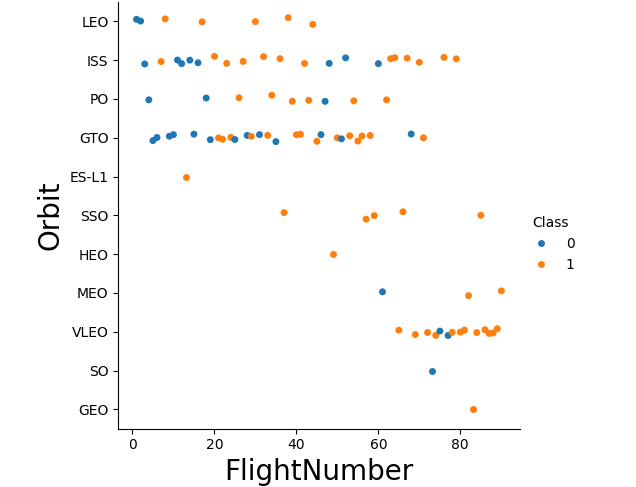 LEO
ISS
PO
GTO
ES-L1
SSO
HEO
MEO
VLEO
SO
GEO
Orbit
0 20 40 60 80
FlightNumber
Class
0
1